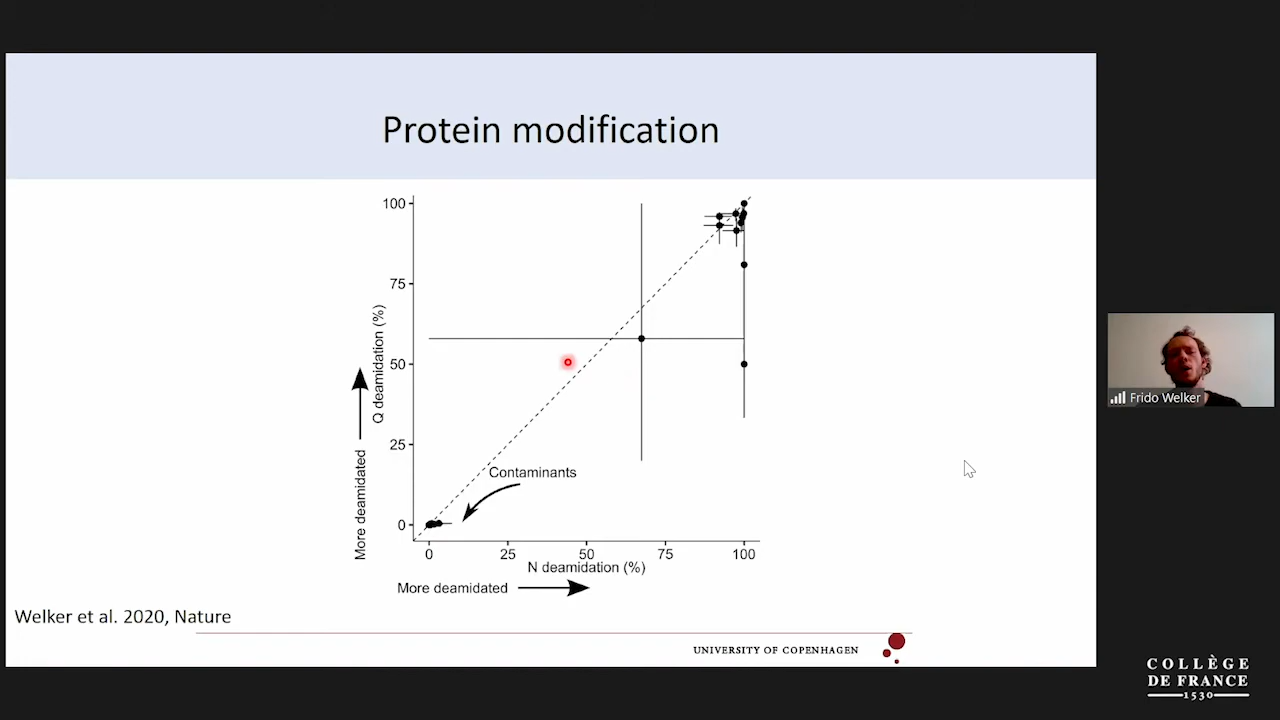 Protein modification
100
75
50
25
0
Q deamidation (%)
More deamidated
Contaminants
0 25 50 75 100
N deamidation (%)
More deamidated
Welker et al. 2020, Nature
UNIVERSITY OF COPENHAGEN
Frido Welker
COLLÈGE
DE FRANCE
1530